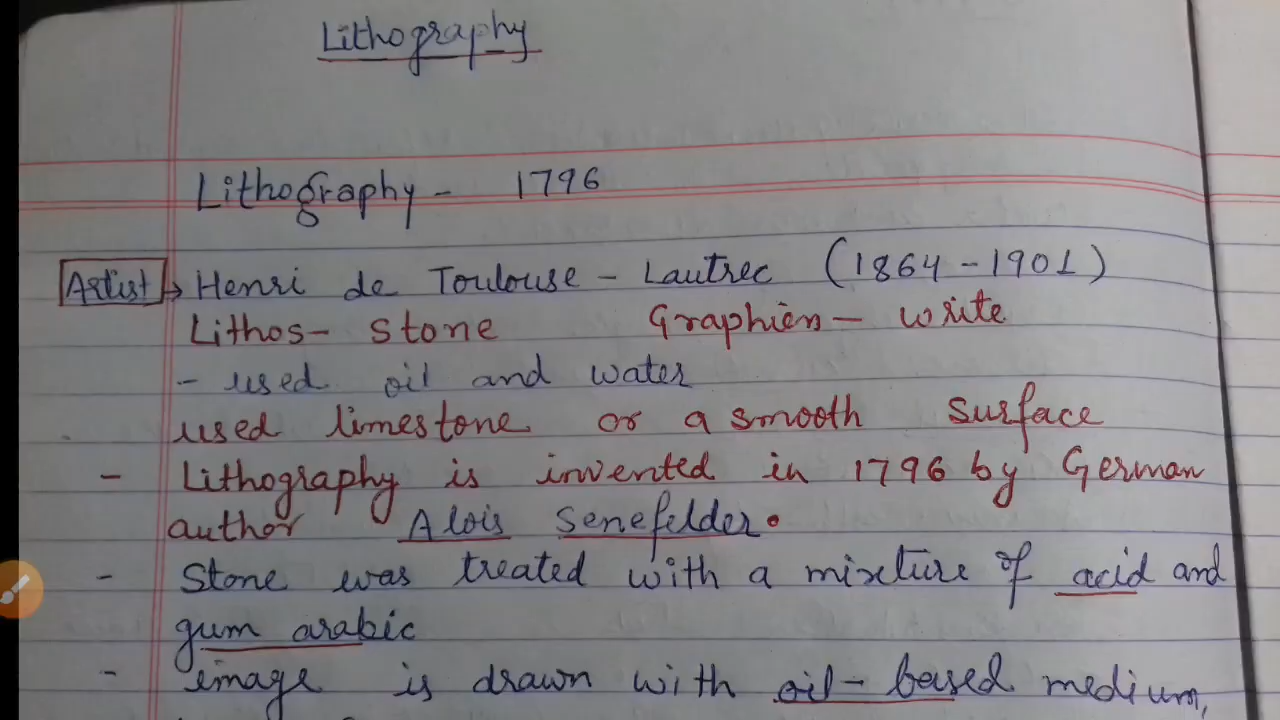 Lithography
Lithography - 1796
Artist → Henri de Toulouse - Lautrec (1864 - 1901)
Lithos - stone Graphien - write
- used oil and water
used limestone or a smooth surface
- Lithography is invented in 1796 by German
author Alois Senefelder.
- Stone was treated with a mixture of acid and
gum arabic
- image is drawn with oil - based medium,